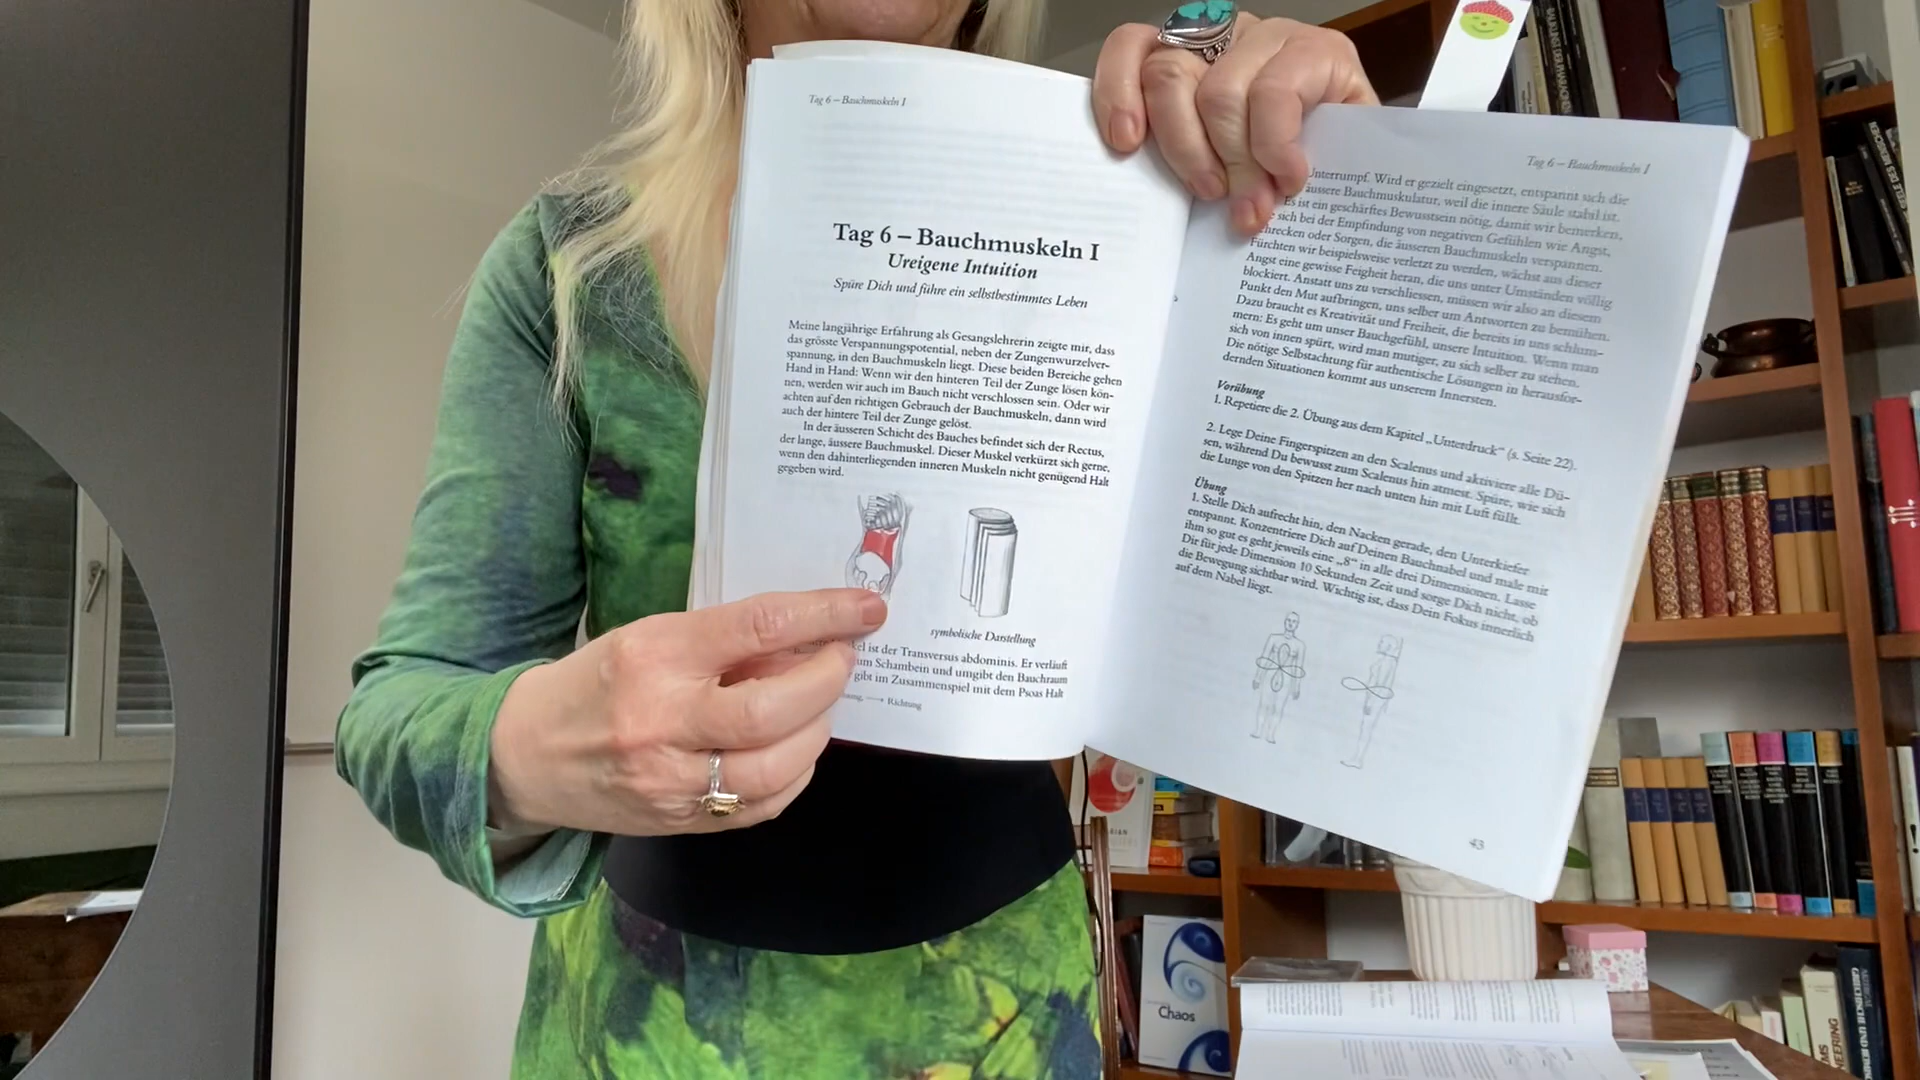 Tag 6 – Bauchmuskeln I
Tag 6 – Bauchmuskeln I
Ureigene Intuition
Spüre Dich und führe ein selbstbestimmtes Leben
Meine langjährige Erfahrung als Gesangslehrerin zeigte mir, dass
das grösste Verspannungspotential, neben der Zungenwurzelver-
spannung, in den Bauchmuskeln liegt. Diese beiden Bereiche gehen
Hand in Hand: Wenn wir den hinteren Teil der Zunge lösen kön-
nen, werden wir auch im Bauch nicht verschlossen sein. Oder wir
achten auf den richtigen Gebrauch der Bauchmuskeln, dann wird
auch der hintere Teil der Zunge gelöst.
In der äusseren Schicht des Bauches befindet sich der Rectus,
der lange, äussere Bauchmuskel. Dieser Muskel verkürzt sich gerne,
wenn den dahinterliegenden inneren Muskeln nicht genügend Halt
gegeben wird.
symbolische Darstellung
ist der Transversus abdominis. Er verläuft
um Schambein und umgibt den Bauchraum
gibt im Zusammenspiel mit dem Psoas Halt
→ Richtung
Tag 6 – Bauchmuskeln I
Unterrumpf. Wird er gezielt eingesetzt, entspannt sich die
äussere Bauchmuskulatur, weil die innere Säule stabil ist.
Es ist ein geschärftes Bewusstsein nötig, damit wir bemerken,
sich bei der Empfindung von negativen Gefühlen wie Angst,
Schrecken oder Sorgen, die äusseren Bauchmuskeln verspannen.
Fürchten wir beispielsweise verletzt zu werden, wächst aus dieser
Angst eine gewisse Feigheit heran, die uns unter Umständen völlig
blockiert. Anstatt uns zu verschliessen, müssen wir also an diesem
Punkt den Mut aufbringen, uns selber um Antworten zu bemühen.
Dazu braucht es Kreativität und Freiheit, die bereits in uns schlum-
mern: Es geht um unser Bauchgefühl, unsere Intuition. Wenn man
sich von innen spürt, wird man mutiger, zu sich selber zu stehen.
Die nötige Selbstachtung für authentische Lösungen in herausfor-
dernden Situationen kommt aus unserem Innersten.
Vorübung
1. Repetiere die 2. Übung aus dem Kapitel „Unterdruck“ (s. Seite 22).
2. Lege Deine Fingerspitzen an den Scalenus und aktiviere alle Dü-
sen, während Du bewusst zum Scalenus hin atmest. Spüre, wie sich
die Lunge von den Spitzen her nach unten hin mit Luft füllt.
Übung
1. Stelle Dich aufrecht hin, den Nacken gerade, den Unterkiefer
entspannt. Konzentriere Dich auf Deinen Bauchnabel und male mit
ihm so gut es geht jeweils eine „8“ in alle drei Dimensionen. Lasse
Dir für jede Dimension 10 Sekunden Zeit und sorge Dich nicht, ob
die Bewegung sichtbar wird. Wichtig ist, dass Dein Fokus innerlich
auf dem Nabel liegt.
43
Chaos